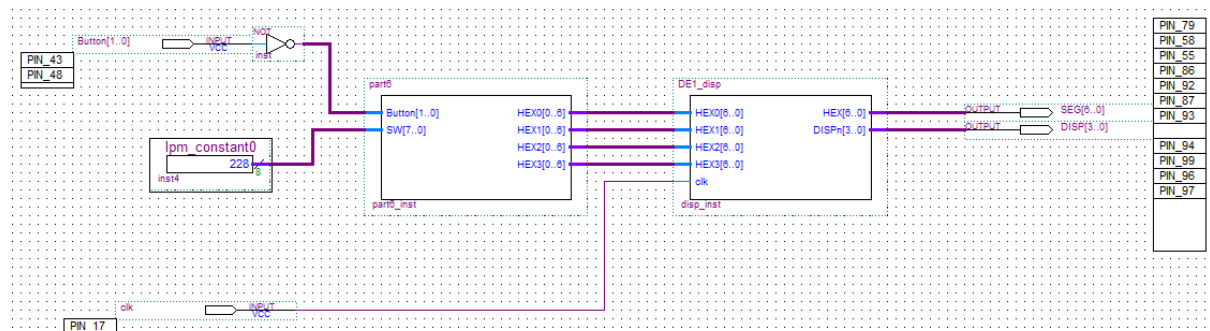 Button[1..0]
INPUT
VCC
NOT
inst
PIN_43
PIN_48
part6
Button[1..0]
SW[7..0]
HEX0[0..6]
HEX1[0..6]
HEX2[0..6]
HEX3[0..6]
part6_inst
lpm_constant0
228
8
inst4
DE1_disp
HEX0[6..0]
HEX1[6..0]
HEX2[6..0]
HEX3[6..0]
clk
HEX[6..0]
DISPn[3..0]
disp_inst
OUTPUT
SEG[6..0]
OUTPUT
DISP[3..0]
PIN_79
PIN_58
PIN_55
PIN_86
PIN_92
PIN_87
PIN_93
PIN_94
PIN_99
PIN_96
PIN_97
clk
INPUT
VCC
PIN_17